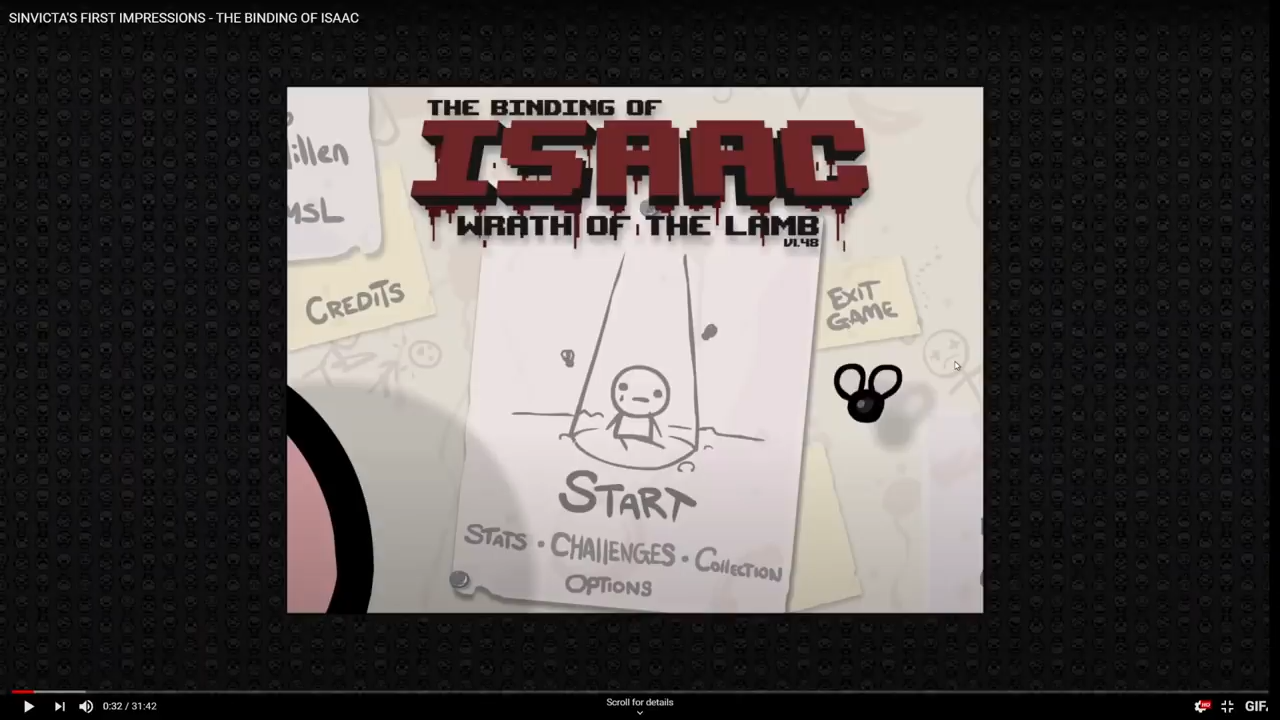 SINVICTA'S FIRST IMPRESSIONS - THE BINDING OF ISAAC
THE BINDING OF
ISAAC
WRATH OF THE LAMB
V1.48
illen
MSL
CREDITS
EXIT
GAME
START
STATS • CHALLENGES • COLLECTION
OPTIONS
0:32 / 31:42
Scroll for details
HD
GIF